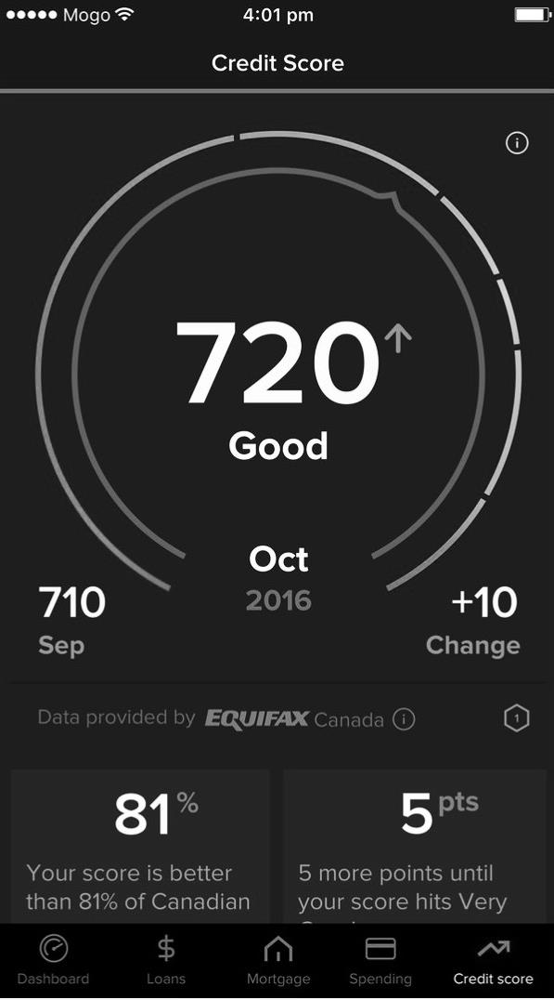 Mogo 4:01 pm
Credit Score
720
Good
Oct
2016
710
Sep
+10
Change
Data provided by EQUIFAX Canada
1
81%
Your score is better
than 81% of Canadian
5 pts
5 more points until
your score hits Very
Dashboard Loans Mortgage Spending Credit score